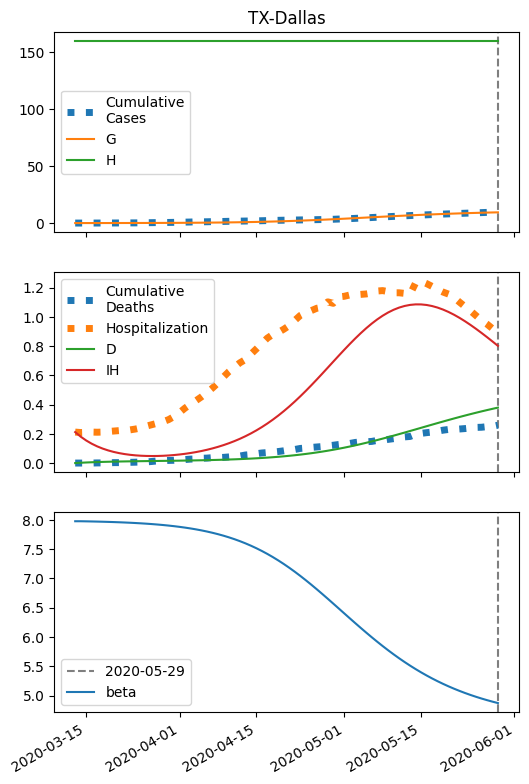 TX-Dallas
150
100
50
0
Cumulative
Cases
G
H
1.2
1.0
0.8
0.6
0.4
0.2
0.0
Cumulative
Deaths
Hospitalization
D
IH
8.0
7.5
7.0
6.5
6.0
5.5
5.0
2020-05-29
beta
2020-03-15
2020-04-01
2020-04-15
2020-05-01
2020-05-15
2020-06-01